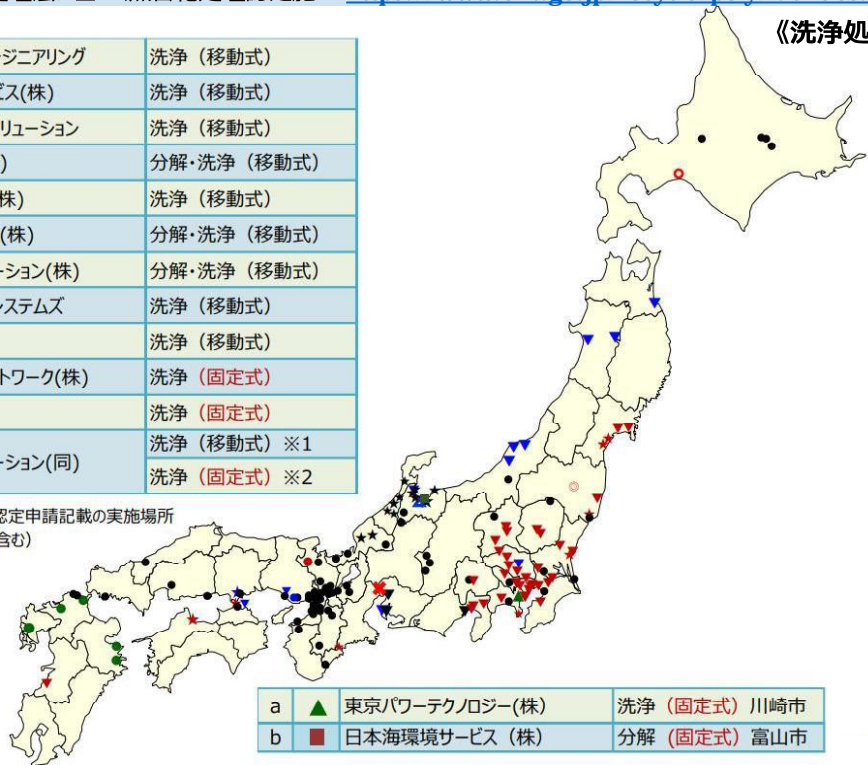 《洗浄処
ジニアリング 洗浄（移動式）
ビス(株) 洗浄（移動式）
リューション 洗浄（移動式）
) 分解・洗浄（移動式）
株) 洗浄（移動式）
(株) 分解・洗浄（移動式）
ーション(株) 分解・洗浄（移動式）
システムズ 洗浄（移動式）
洗浄（移動式）
トワーク(株) 洗浄（固定式）
洗浄（固定式）
ーション(同) 洗浄（移動式）※1
洗浄（固定式）※2
認定申請記載の実施場所
含む）
a ▲ 東京パワーテクノロジー(株) 洗浄（固定式）川崎市
b ■ 日本海環境サービス（株） 分解（固定式）富山市